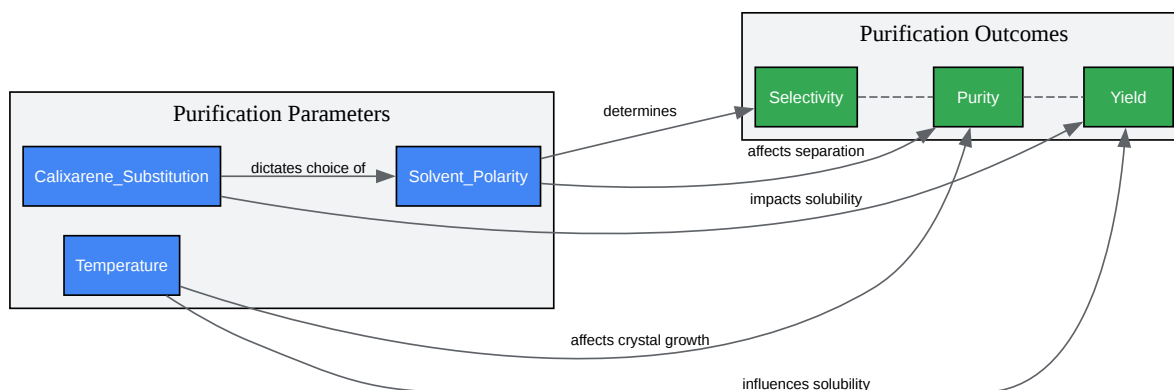 Purification Outcomes
Selectivity
Purity
Yield
Purification Parameters
determines
Calixarene_Substitution
dictates choice of
Solvent_Polarity
affects separation
impacts solubility
Temperature
affects crystal growth
influences solubility